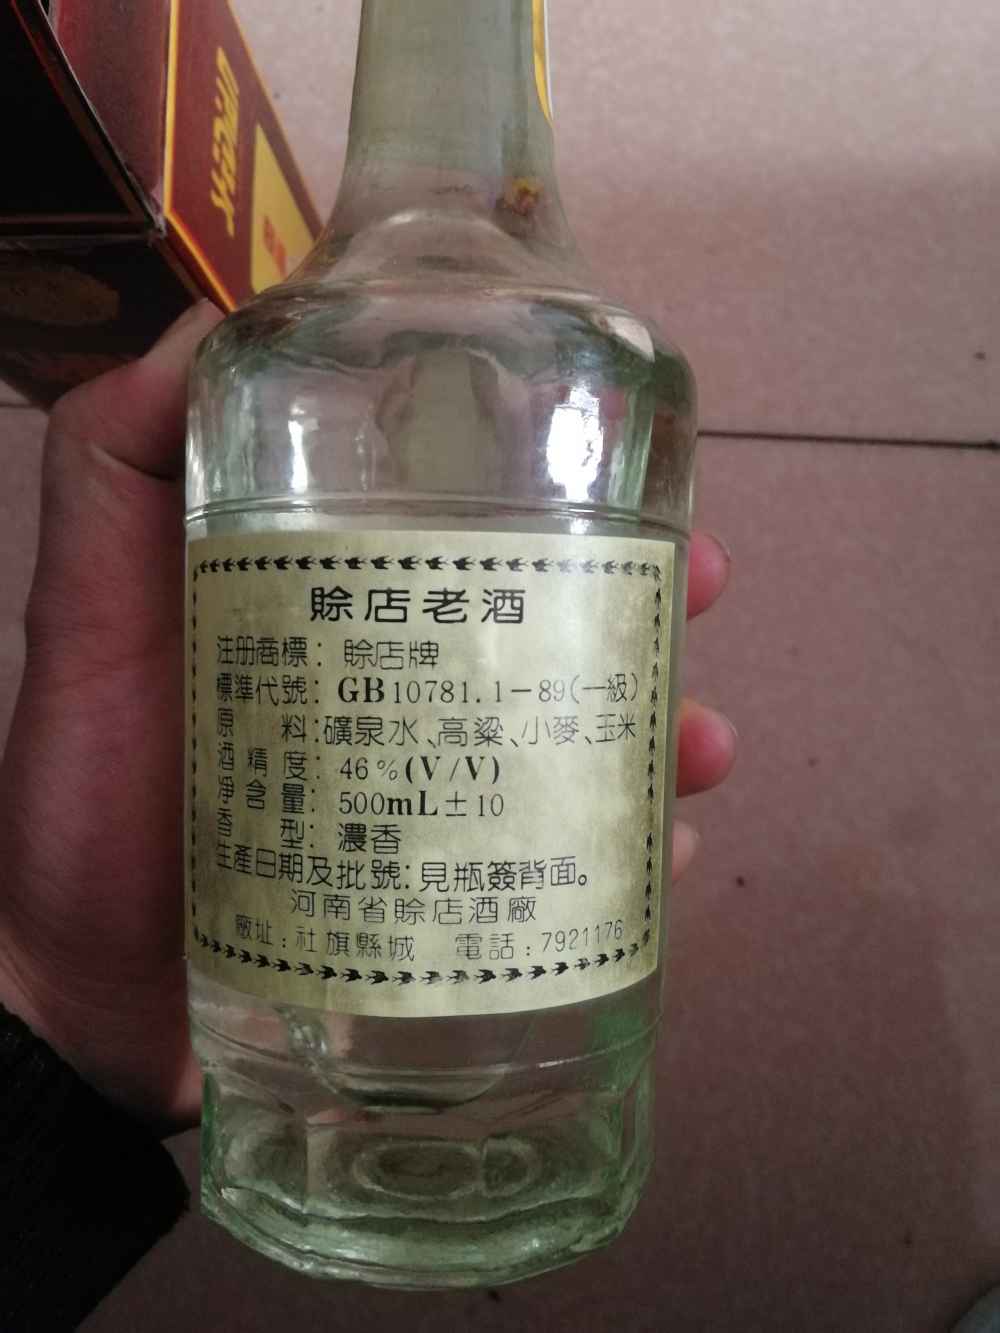 賒店老酒
注册商標：賒店牌
標準代號：GB10781.1－89(一級)
原料：礦泉水、高粱、小麥、玉米
酒精度：46%(V/V)
淨含量：500mL±10
香型：濃香
生產日期及批號：見瓶簽背面。
河南省賒店酒廠
廠址：社旗縣城 電話：7921176